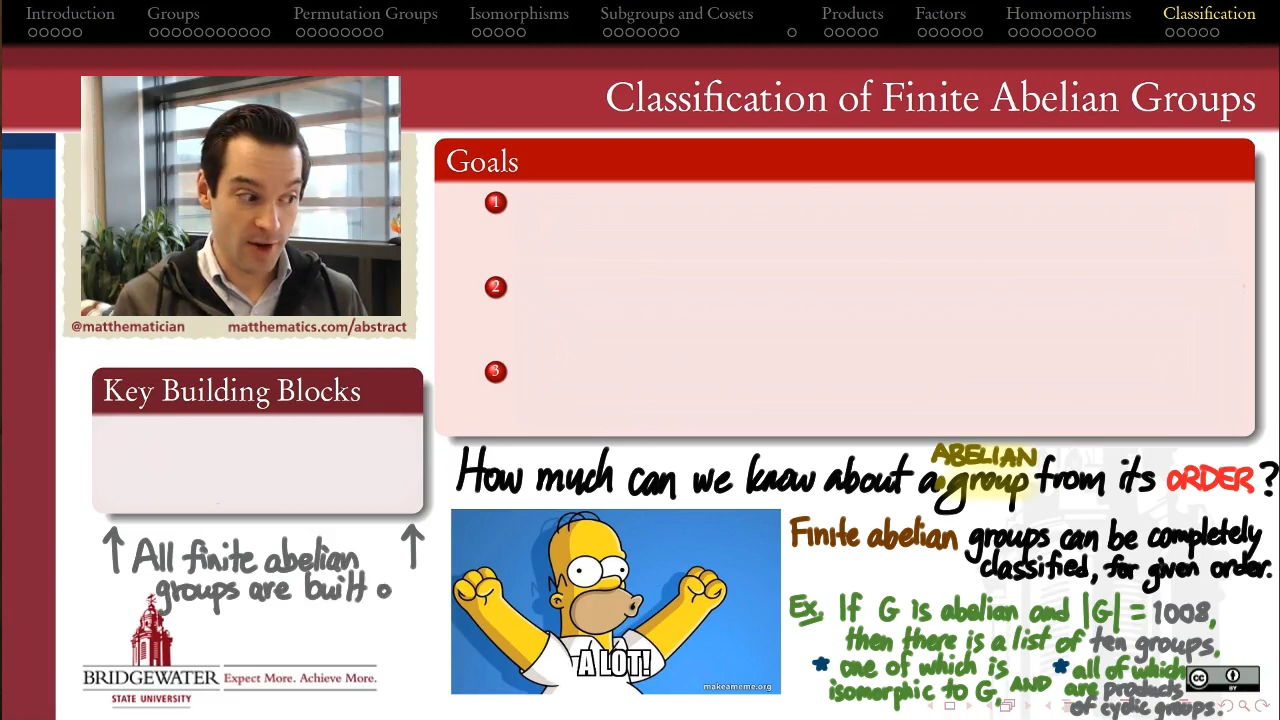 Introduction Groups Permutation Groups Isomorphisms Subgroups and Cosets Products Factors Homomorphisms Classification
Classification of Finite Abelian Groups
@matthematician matthematics.com/abstract
Goals
1
2
3
Key Building Blocks
All finite abelian
groups are built o
BRIDGEWATER
STATE UNIVERSITY
Expect More. Achieve More.
ABELIAN
How much can we know about a group from its ORDER?
A LOT!
makeameme.org
Finite abelian groups can be completely
classified, for given order.
Ex. If G is abelian and |G| = 1008,
then there is a list of ten groups,
* one of which is
isomorphic to G, AND
* all of which
are products
of cyclic groups.
CC BY